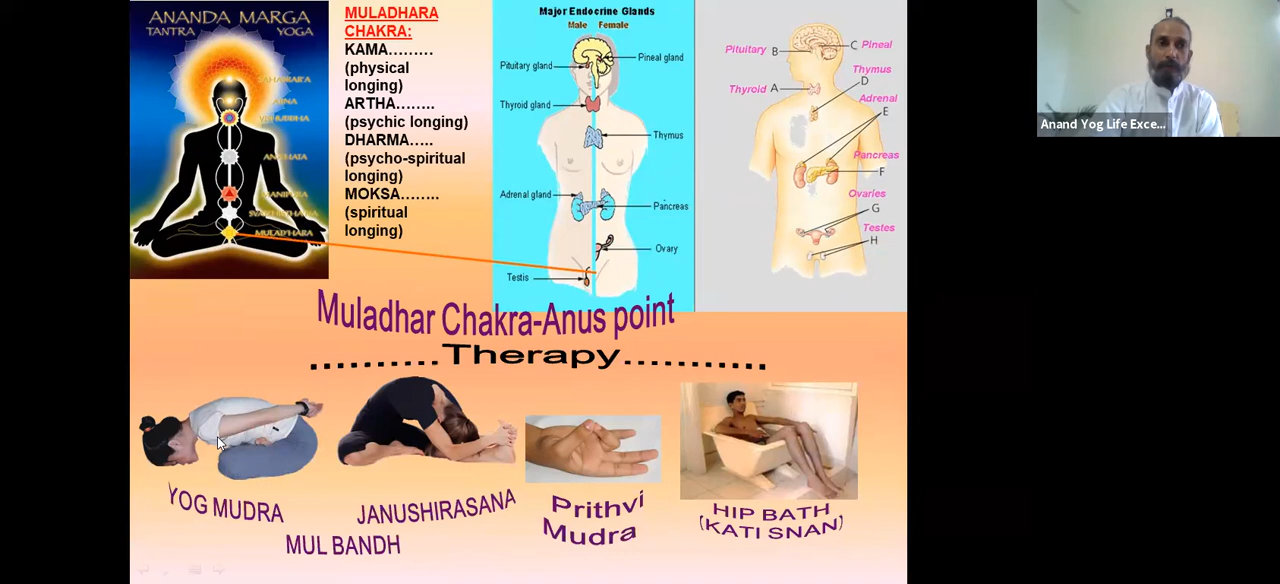 ANANDA MARGA
TANTRA YOGA
MULADHARA
CHAKRA:
KAMA………
(physical
longing)
ARTHA……..
(psychic longing)
DHARMA…..
(psycho-spiritual
longing)
MOKSA……..
(spiritual
longing)
Major Endocrine Glands
Male Female
Pituitary gland
Pineal gland
Thyroid gland
Thymus
Adrenal gland
Pancreas
Ovary
Testis
Pituitary B
C Pineal
Thymus
D
Thyroid A
Adrenal
E
Pancreas
F
Ovaries
G
Testes
H
Anand Yog Life Exce...
Muladhar Chakra-Anus point
.........Therapy...........
YOG MUDRA
JANUSHIRASANA
MUL BANDH
Prithvi
Mudra
HIP BATH
(KATI SNAN)